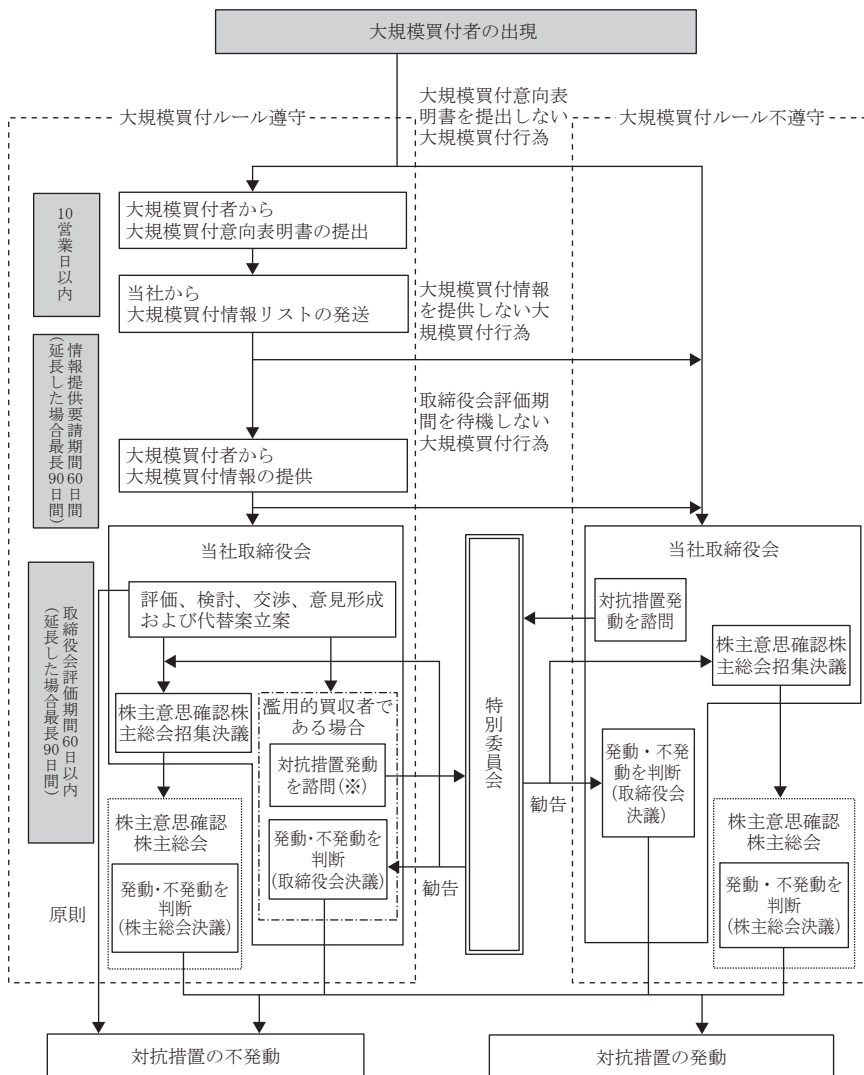 大規模買付者の出現
大規模買付ルール遵守
大規模買付意向表
明書を提出しない
大規模買付行為
大規模買付ルール不遵守
10営業日以内
大規模買付者から
大規模買付意向表明書の提出
当社から
大規模買付情報リストの発送
大規模買付情報
を提供しない大
規模買付行為
情報提供要請期間60日間
(延長した場合最長90日間)
取締役会評価期
間を待機しない
大規模買付行為
大規模買付者から
大規模買付情報の提供
取締役会評価期間60日以内
(延長した場合最長90日間)
当社取締役会
評価、検討、交渉、意見形成
および代替案立案
株主意思確認株
主総会招集決議
濫用的買収者で
ある場合
対抗措置発動
を諮問(※)
発動・不発動を
判断
(取締役会決議)
株主意思確認
株主総会
発動・不発動を
判断
(株主総会決議)
原則
勧告
特別委員会
当社取締役会
対抗措置発
動を諮問
株主意思確認株
主総会招集決議
勧告
発動・不発
動を判断
(取締役会
決議)
株主意思確認
株主総会
発動・不発動を
判断
(株主総会決議)
対抗措置の不発動
対抗措置の発動